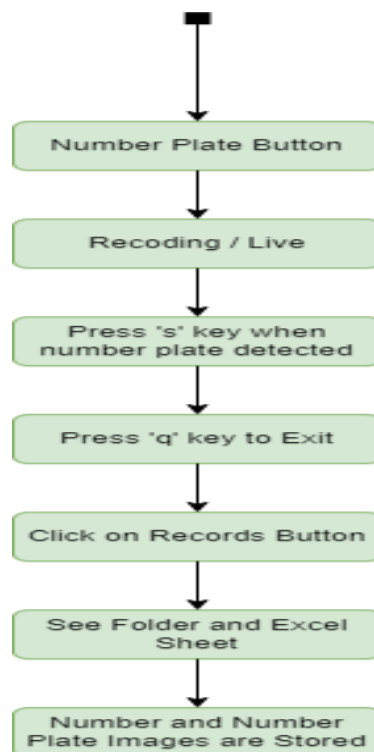 Number Plate Button
Recoding / Live
Press 's' key when
number plate detected
Press 'q' key to Exit
Click on Records Button
See Folder and Excel
Sheet
Number and Number
Plate Images are Stored